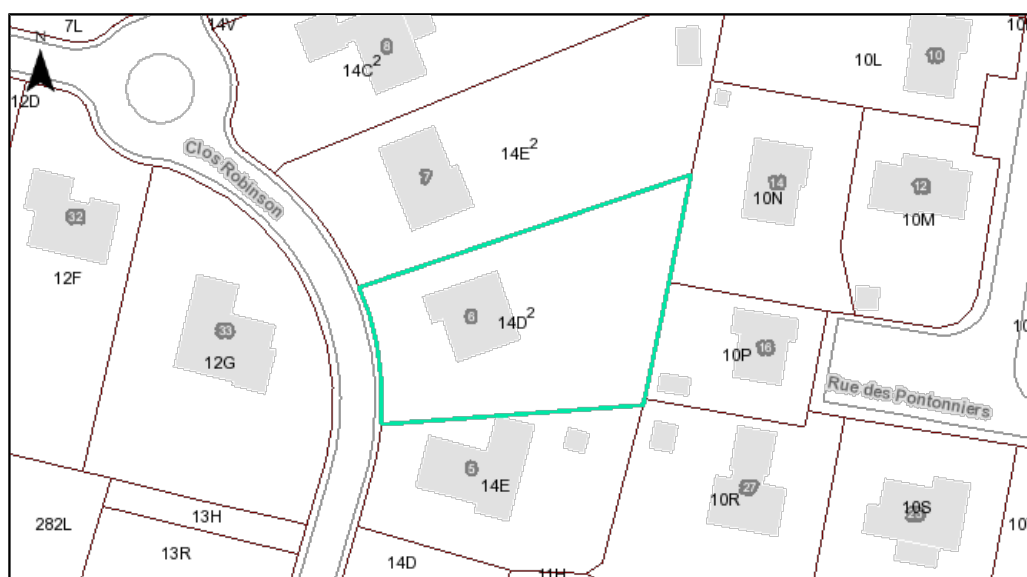 7L
14V
N
8
14C²
10L
10
12D
Clos Robinson
14E²
7
14
10N
12
10M
32
12F
6
14D²
33
12G
10P
16
Rue des Pontonniers
5
14E
10R
27
10S
282L
13H
13R
14D
11H